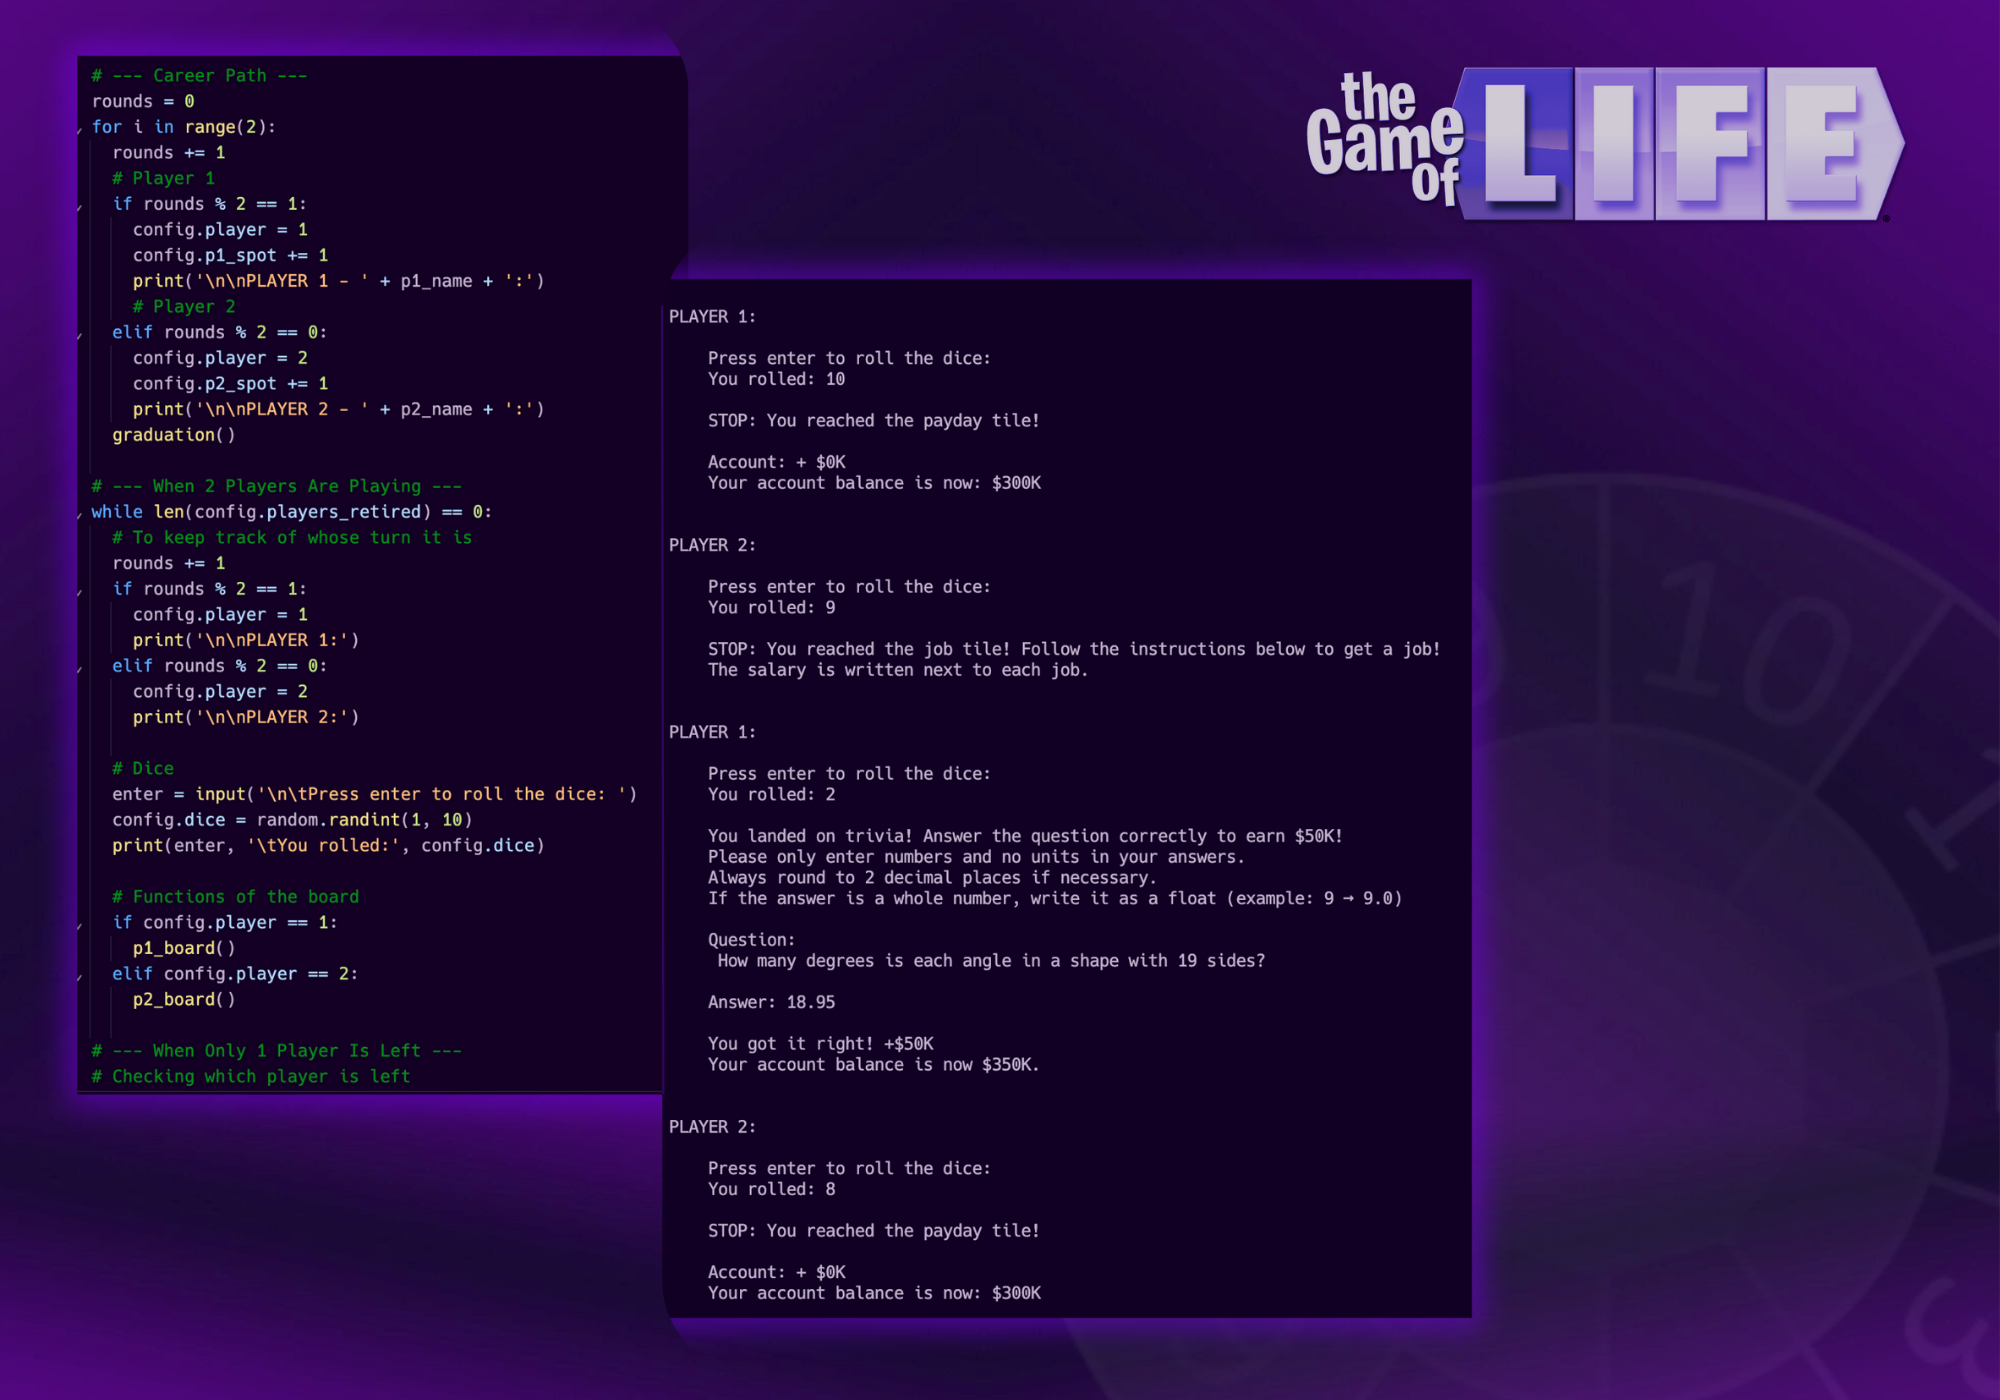 # --- Career Path ---
rounds = 0
for i in range(2):
  rounds += 1
  # Player 1
  if rounds % 2 == 1:
    config.player = 1
    config.p1_spot += 1
    print('\n\nPLAYER 1 - ' + p1_name + ':')
    # Player 2
  elif rounds % 2 == 0:
    config.player = 2
    config.p2_spot += 1
    print('\n\nPLAYER 2 - ' + p2_name + ':')
  graduation()
# --- When 2 Players Are Playing ---
while len(config.players_retired) == 0:
  # To keep track of whose turn it is
  rounds += 1
  if rounds % 2 == 1:
    config.player = 1
    print('\n\nPLAYER 1:')
  elif rounds % 2 == 0:
    config.player = 2
    print('\n\nPLAYER 2:')
  # Dice
  enter = input('\n\tPress enter to roll the dice: ')
  config.dice = random.randint(1, 10)
  print(enter, '\tYou rolled:', config.dice)
  # Functions of the board
  if config.player == 1:
    p1_board()
  elif config.player == 2:
    p2_board()
# --- When Only 1 Player Is Left ---
# Checking which player is left
the
Game
of
LIFE
PLAYER 1:
Press enter to roll the dice:
You rolled: 10
STOP: You reached the payday tile!
Account: + $0K
Your account balance is now: $300K
PLAYER 2:
Press enter to roll the dice:
You rolled: 9
STOP: You reached the job tile! Follow the instructions below to get a job!
The salary is written next to each job.
PLAYER 1:
Press enter to roll the dice:
You rolled: 2
You landed on trivia! Answer the question correctly to earn $50K!
Please only enter numbers and no units in your answers.
Always round to 2 decimal places if necessary.
If the answer is a whole number, write it as a float (example: 9 → 9.0)
Question:
How many degrees is each angle in a shape with 19 sides?
Answer: 18.95
You got it right! +$50K
Your account balance is now $350K.
PLAYER 2:
Press enter to roll the dice:
You rolled: 8
STOP: You reached the payday tile!
Account: + $0K
Your account balance is now: $300K
10
1
3